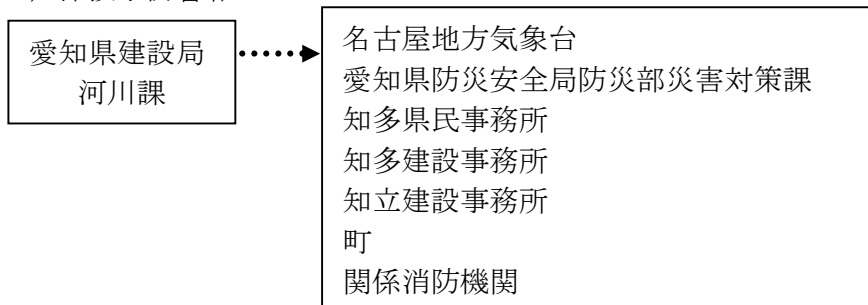 愛知県建設局
河川課
名古屋地方気象台
愛知県防災安全局防災部災害対策課
知多県民事務所
知多建設事務所
知立建設事務所
町
関係消防機関